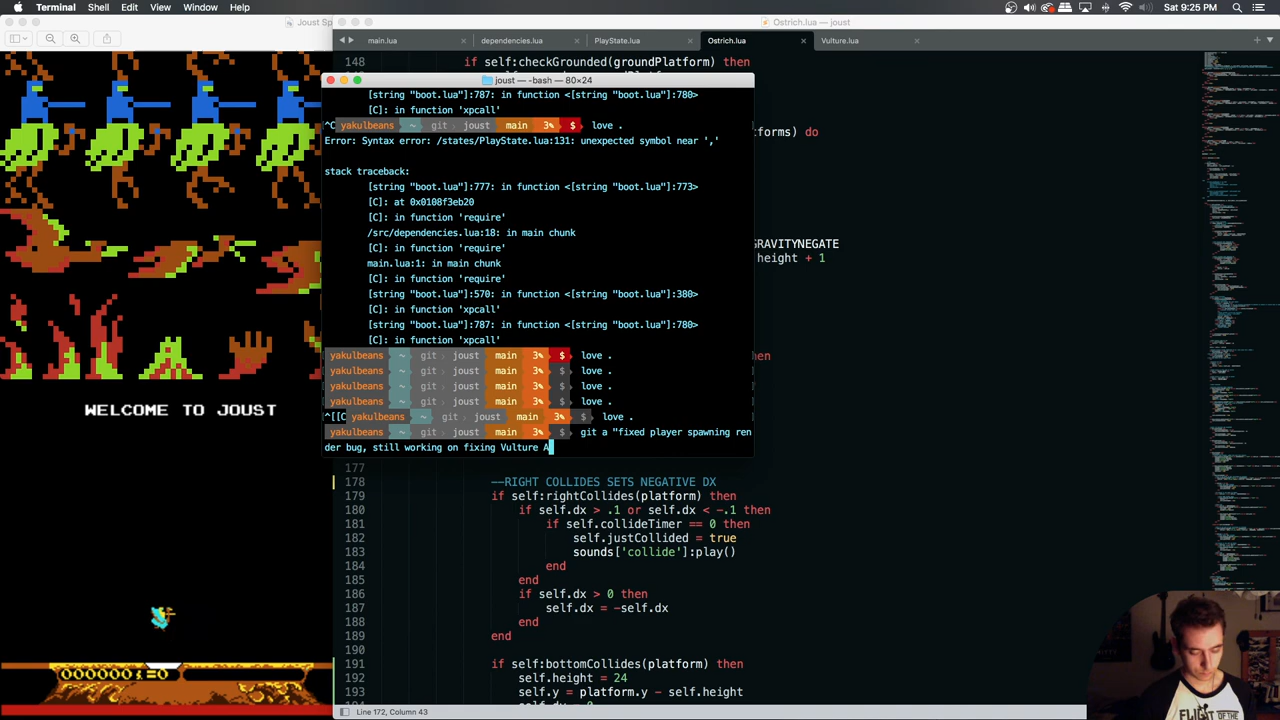 Terminal Shell Edit View Window Help
Sat 9:25 PM
Joust Sp
Ostrich.lua — joust
main.lua
dependencies.lua
PlayState.lua
Ostrich.lua
Vulture.lua
148 if self:checkGrounded(groundPlatform) then
joust — -bash — 80×24
[string "boot.lua"]:787: in function <[string "boot.lua"]:780>
[C]: in function 'xpcall'
^C yakulbeans ~ git joust main 3% $ love .
forms) do
Error: Syntax error: /states/PlayState.lua:131: unexpected symbol near ','
stack traceback:
[string "boot.lua"]:777: in function <[string "boot.lua"]:773>
[C]: at 0x0100f3eb20
[C]: in function 'require'
/src/dependencies.lua:18: in main chunk
[C]: in function 'require'
GRAVITYNEGATE
height + 1
main.lua:1: in main chunk
[C]: in function 'require'
[string "boot.lua"]:570: in function <[string "boot.lua"]:380>
[C]: in function 'xpcall'
[string "boot.lua"]:787: in function <[string "boot.lua"]:780>
[C]: in function 'xpcall'
yakulbeans ~ git joust main 3% $ love .
yakulbeans ~ git joust main 3% $ love .
yakulbeans ~ git joust main 3% $ love .
yakulbeans ~ git joust main 3% $ love .
^[[C yakulbeans ~ git joust main 3% $ love .
yakulbeans ~ git joust main 3% $ git a "fixed player spawning ren
der bug, still working on fixing Vulture A
WELCOME TO JOUST
177
178 --RIGHT COLLIDES SETS NEGATIVE DX
179 if self:rightCollides(platform) then
180 if self.dx > .1 or self.dx < -.1 then
181 if self.collideTimer == 0 then
182 self.justCollided = true
183 sounds['collide']:play()
184 end
185 end
186 if self.dx > 0 then
187 self.dx = -self.dx
188 end
189 end
191 if self:bottomCollides(platform) then
192 self.height = 24
193 self.y = platform.y - self.height
000000 =0
Line 172, Column 43